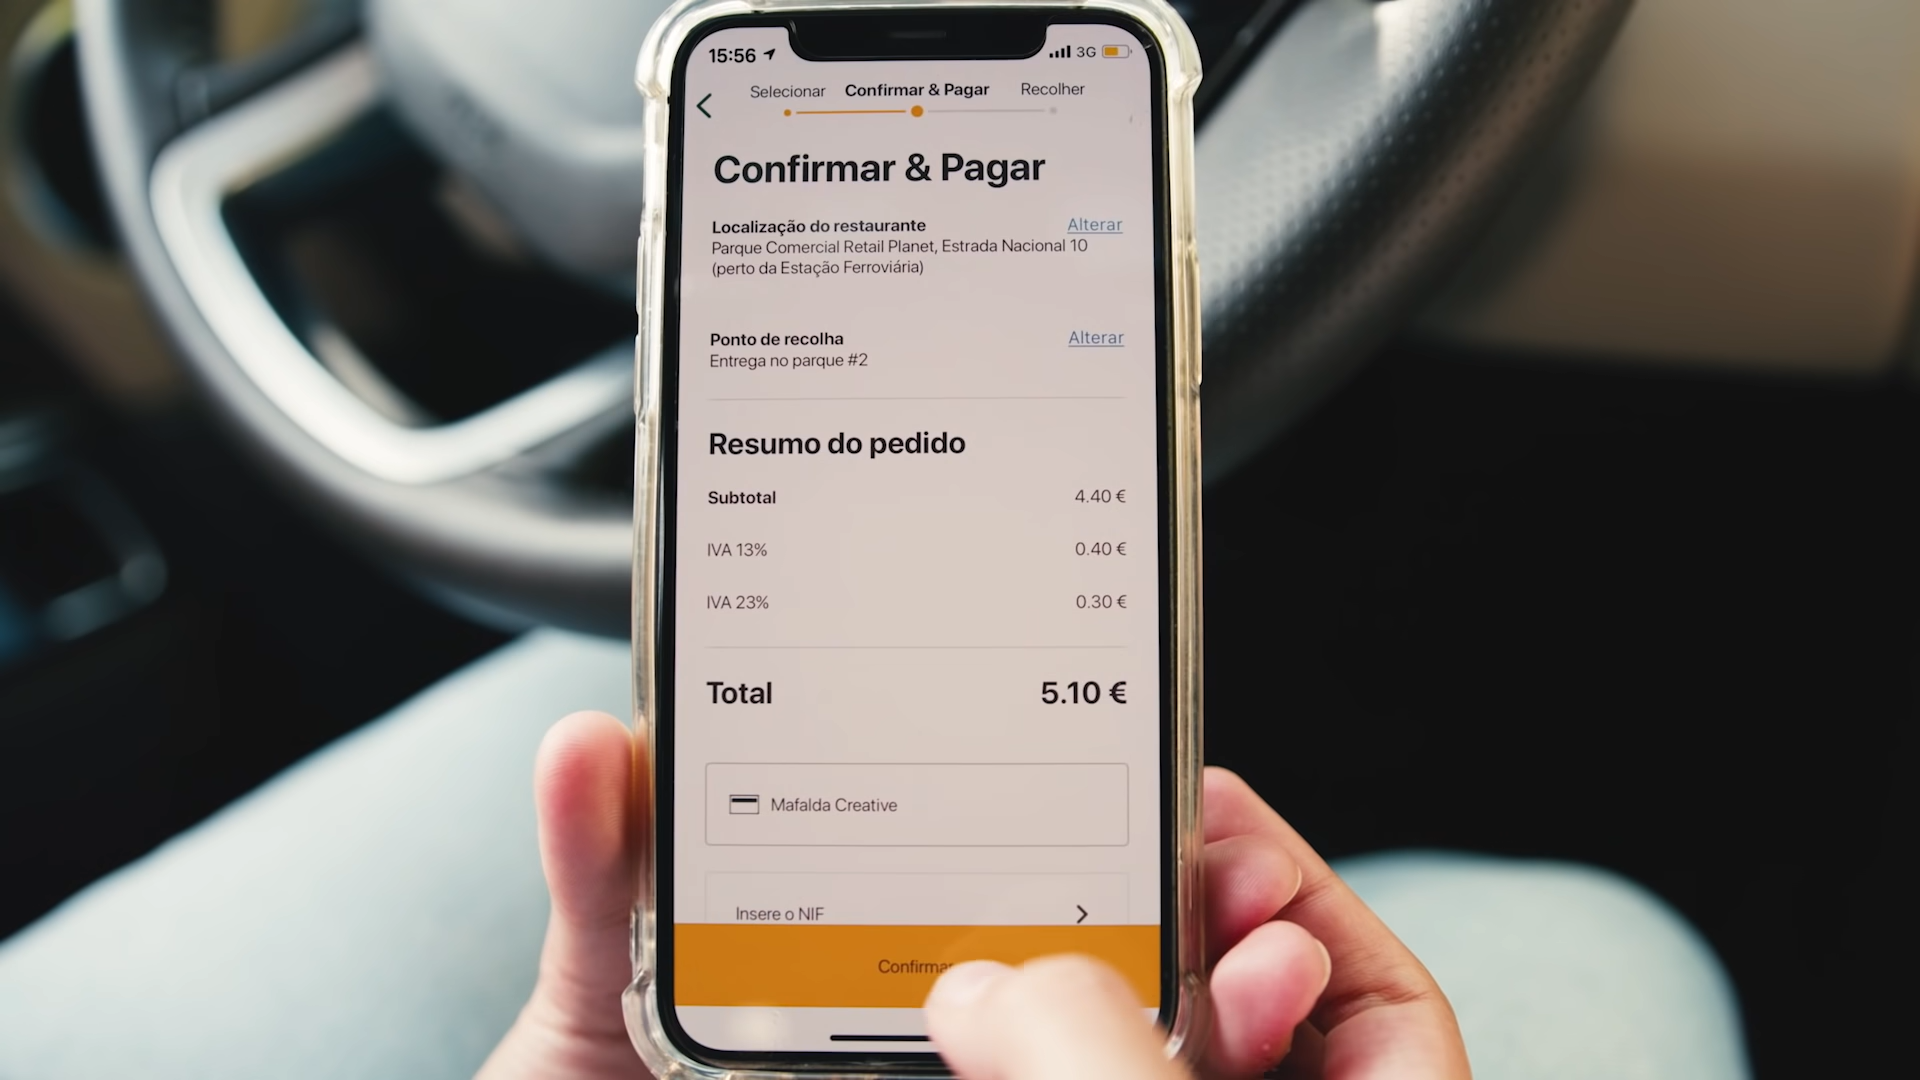 15:56 3G
Selecionar Confirmar & Pagar Recolher
Confirmar & Pagar
Localização do restaurante Alterar
Parque Comercial Retail Planet, Estrada Nacional 10
(perto da Estação Ferroviária)
Ponto de recolha Alterar
Entrega no parque #2
Resumo do pedido
Subtotal 4.40 €
IVA 13% 0.40 €
IVA 23% 0.30 €
Total 5.10 €
Mafalda Creative
Insere o NIF
Confirmar